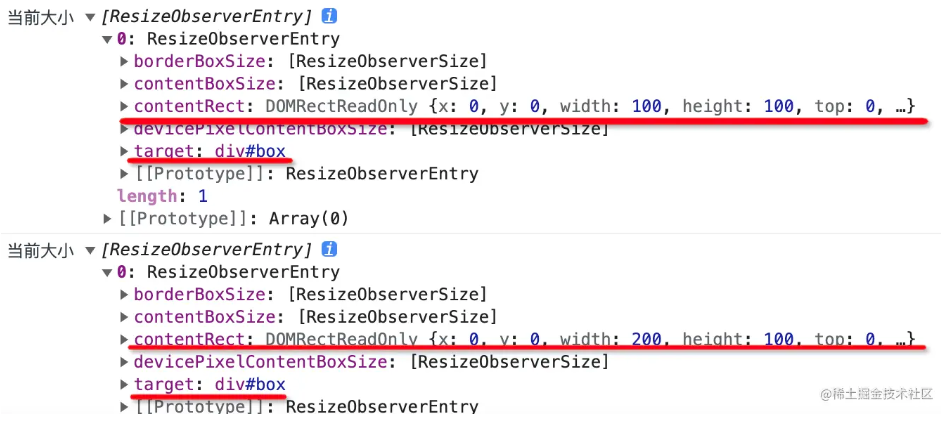 当前大小 ▼ [ResizeObserverEntry] i
▼ 0: ResizeObserverEntry
▶ borderBoxSize: [ResizeObserverSize]
▶ contentBoxSize: [ResizeObserverSize]
▶ contentRect: DOMRectReadOnly {x: 0, y: 0, width: 100, height: 100, top: 0, …}
▶ devicePixelContentBoxSize: [ResizeObserverSize]
▶ target: div#box
▶ [[Prototype]]: ResizeObserverEntry
length: 1
▶ [[Prototype]]: Array(0)
当前大小 ▼ [ResizeObserverEntry] i
▼ 0: ResizeObserverEntry
▶ borderBoxSize: [ResizeObserverSize]
▶ contentBoxSize: [ResizeObserverSize]
▶ contentRect: DOMRectReadOnly {x: 0, y: 0, width: 200, height: 100, top: 0, …}
▶ devicePixelContentBoxSize: [ResizeObserverSize]
▶ target: div#box
▶ [[Prototype]]: ResizeObserverEntry
@稀土掘金技术社区